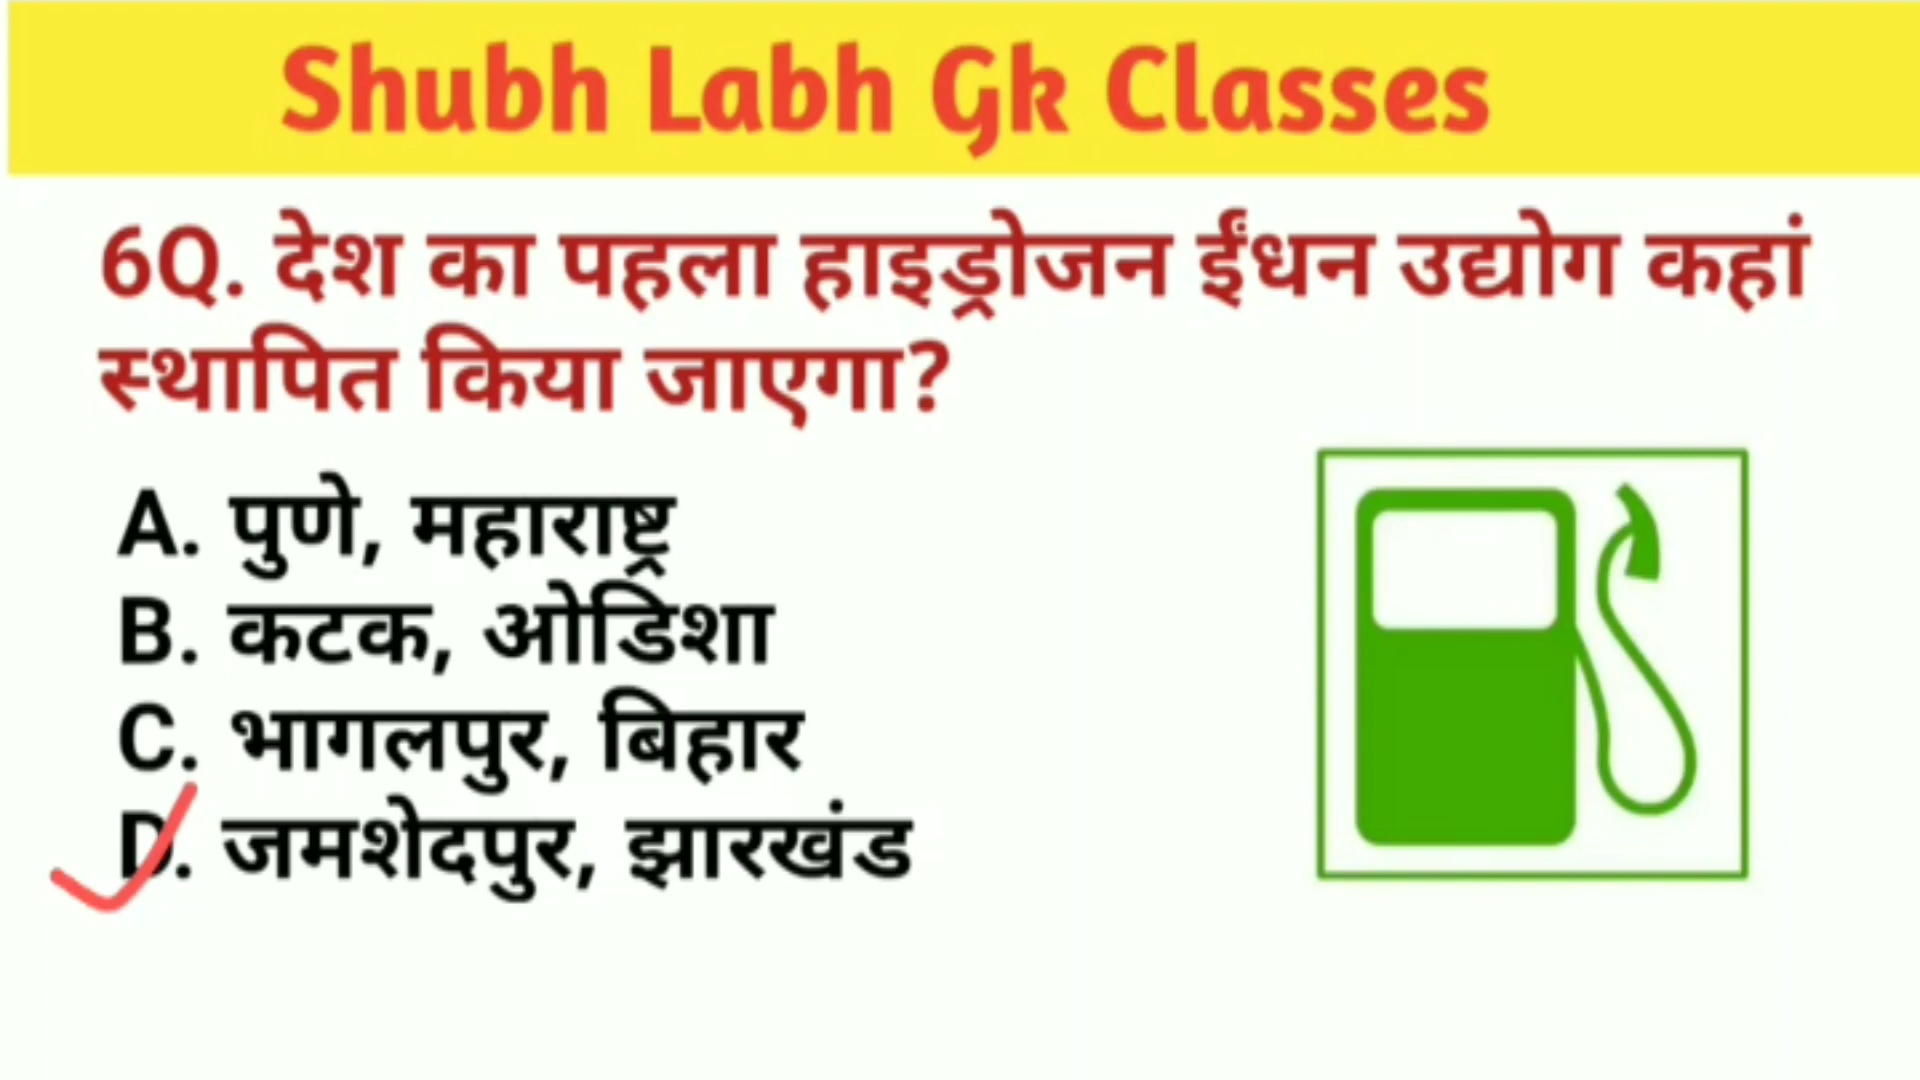 Shubh Labh Gk Classes
6Q. देश का पहला हाइड्रोजन ईंधन उद्योग कहां
स्थापित किया जाएगा?
A. पुणे, महाराष्ट्र
B. कटक, ओडिशा
C. भागलपुर, बिहार
D. जमशेदपुर, झारखंड